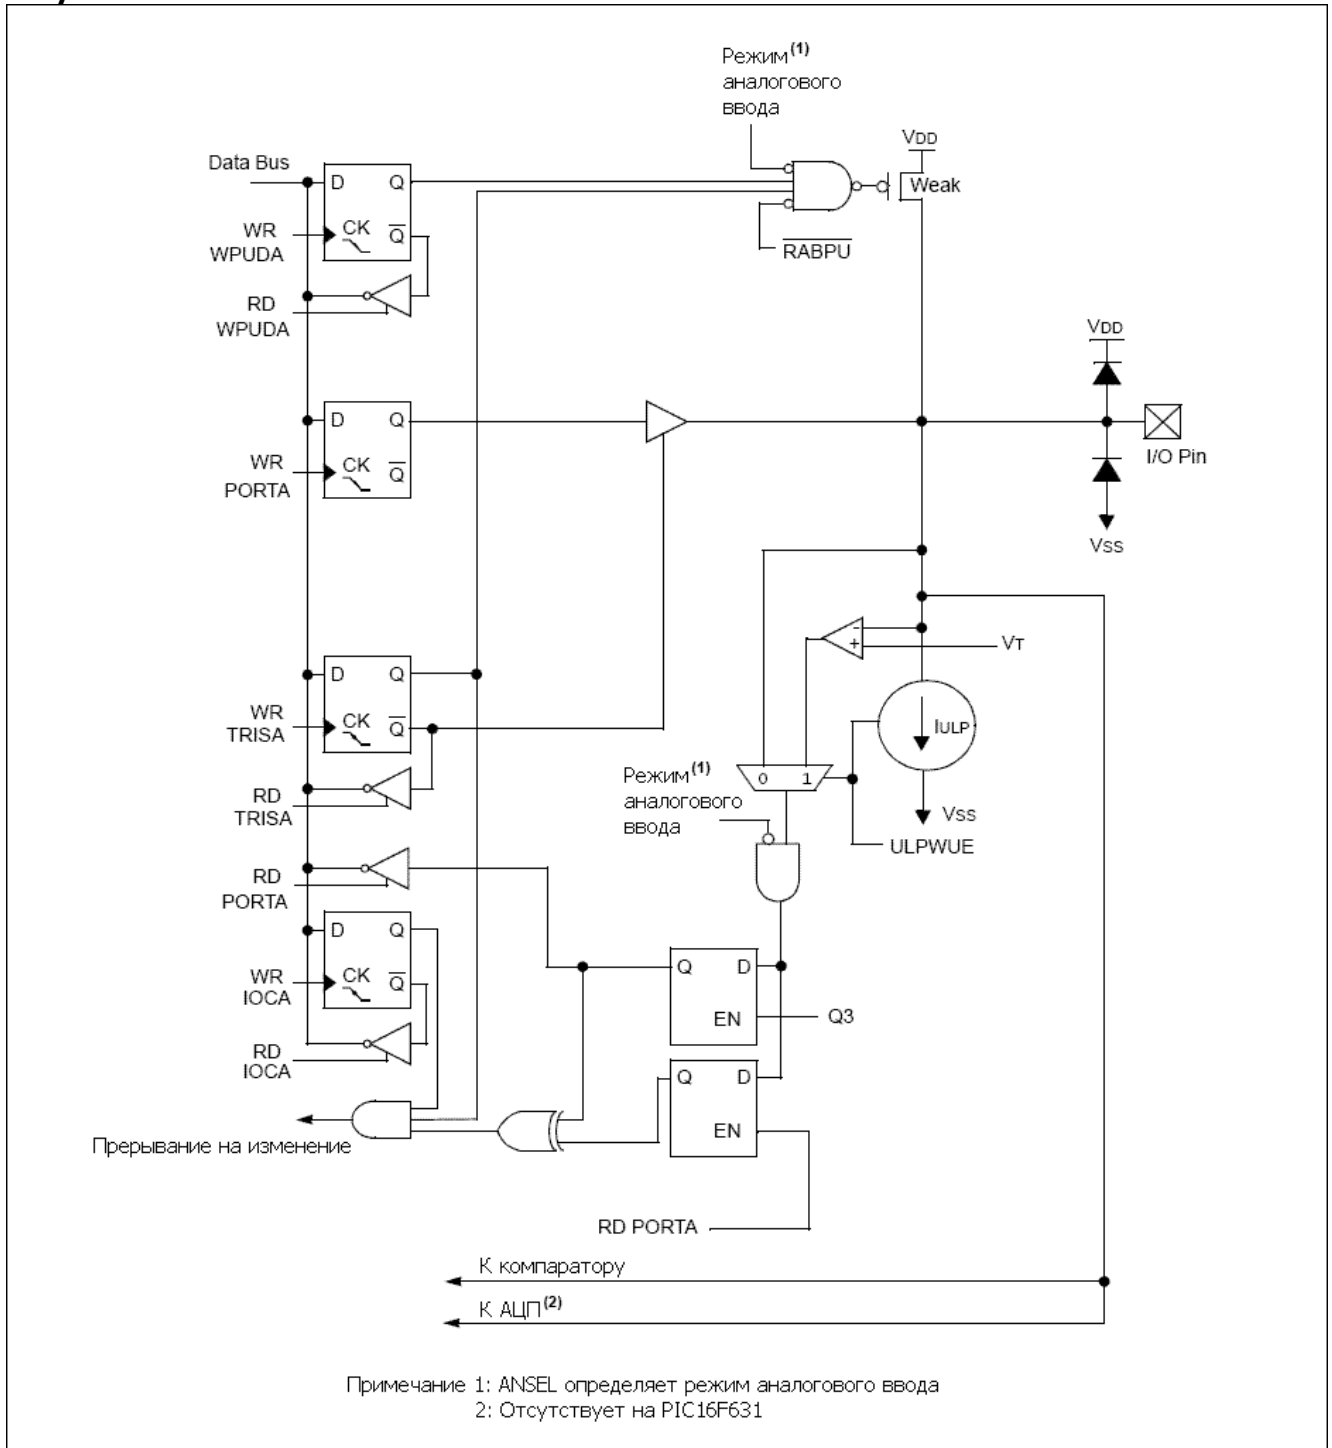 Режим(1)
аналогового
ввода
VDD
Data Bus
D Q
Weak
WR
WPUDA
CK
Q
RABPU
RD
WPUDA
VDD
D Q
WR
PORTA
CK
Q
I/O Pin
VSS
-
+
VT
D Q
WR
TRISA
CK
Q
IULP
Режим(1)
аналогового
ввода
0 1
RD
TRISA
VSS
ULPWUE
RD
PORTA
D Q
WR
IOCA
CK
Q
Q D
EN
Q3
RD
IOCA
Q D
EN
Прерывание на изменение
RD PORTA
К компаратору
К АЦП(2)
Примечание 1: ANSEL определяет режим аналогового ввода
2: Отсутствует на PIC16F631